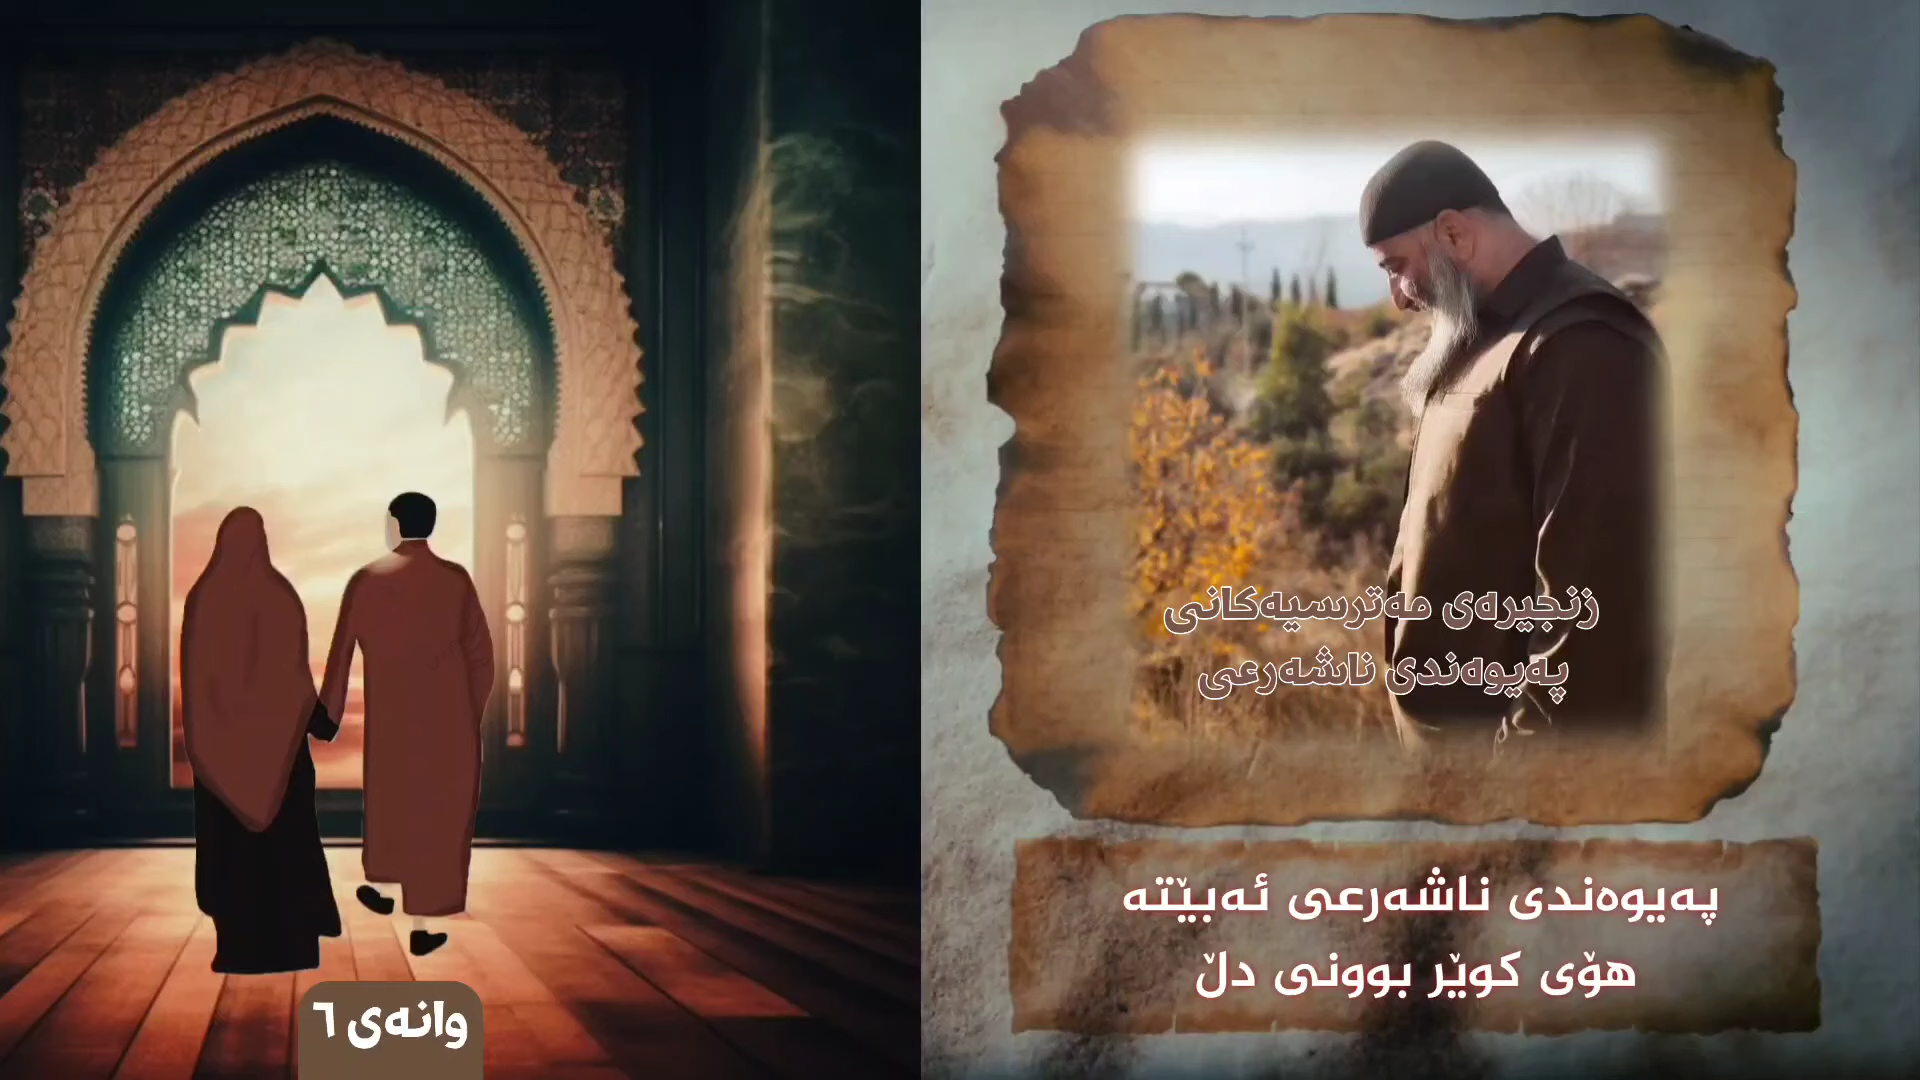 زنجیرەی مەترسیەکانی
پەیوەندی ناشەرعی
پەیوەندی ناشەرعی ئەبێتە
هۆی کوێر بوونی دڵ
وانەی ٦